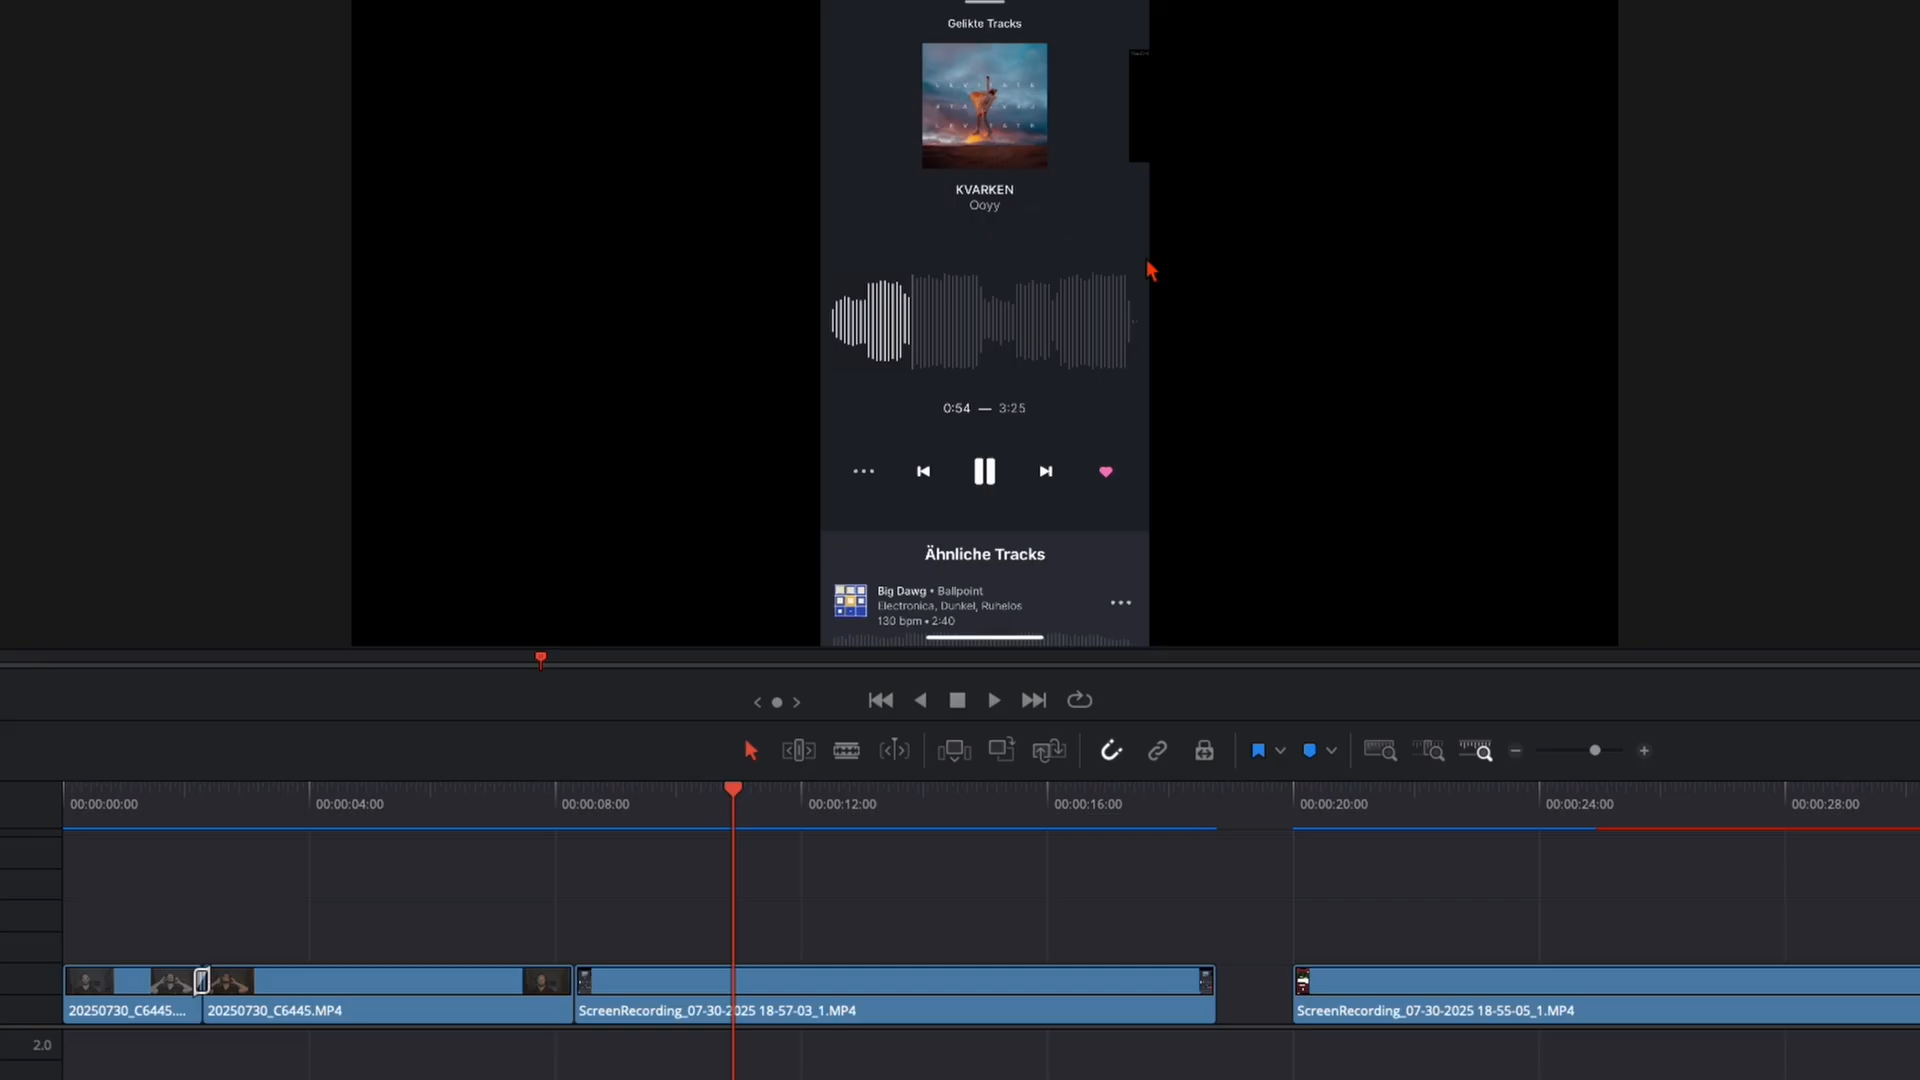 Gelikte Tracks
LEVITATE
LEVITATE
KVARKEN
Ooyy
0:54 — 3:25
Ähnliche Tracks
Big Dawg • Ballpoint
Electronica, Dunkel, Ruhelos
130 bpm • 2:40
00:00:00:00
00:00:04:00
00:00:08:00
00:00:12:00
00:00:16:00
00:00:20:00
00:00:24:00
00:00:28:00
20250730_C6445....
20250730_C6445.MP4
ScreenRecording_07-30-2025 18-57-03_1.MP4
ScreenRecording_07-30-2025 18-55-05_1.MP4
2.0